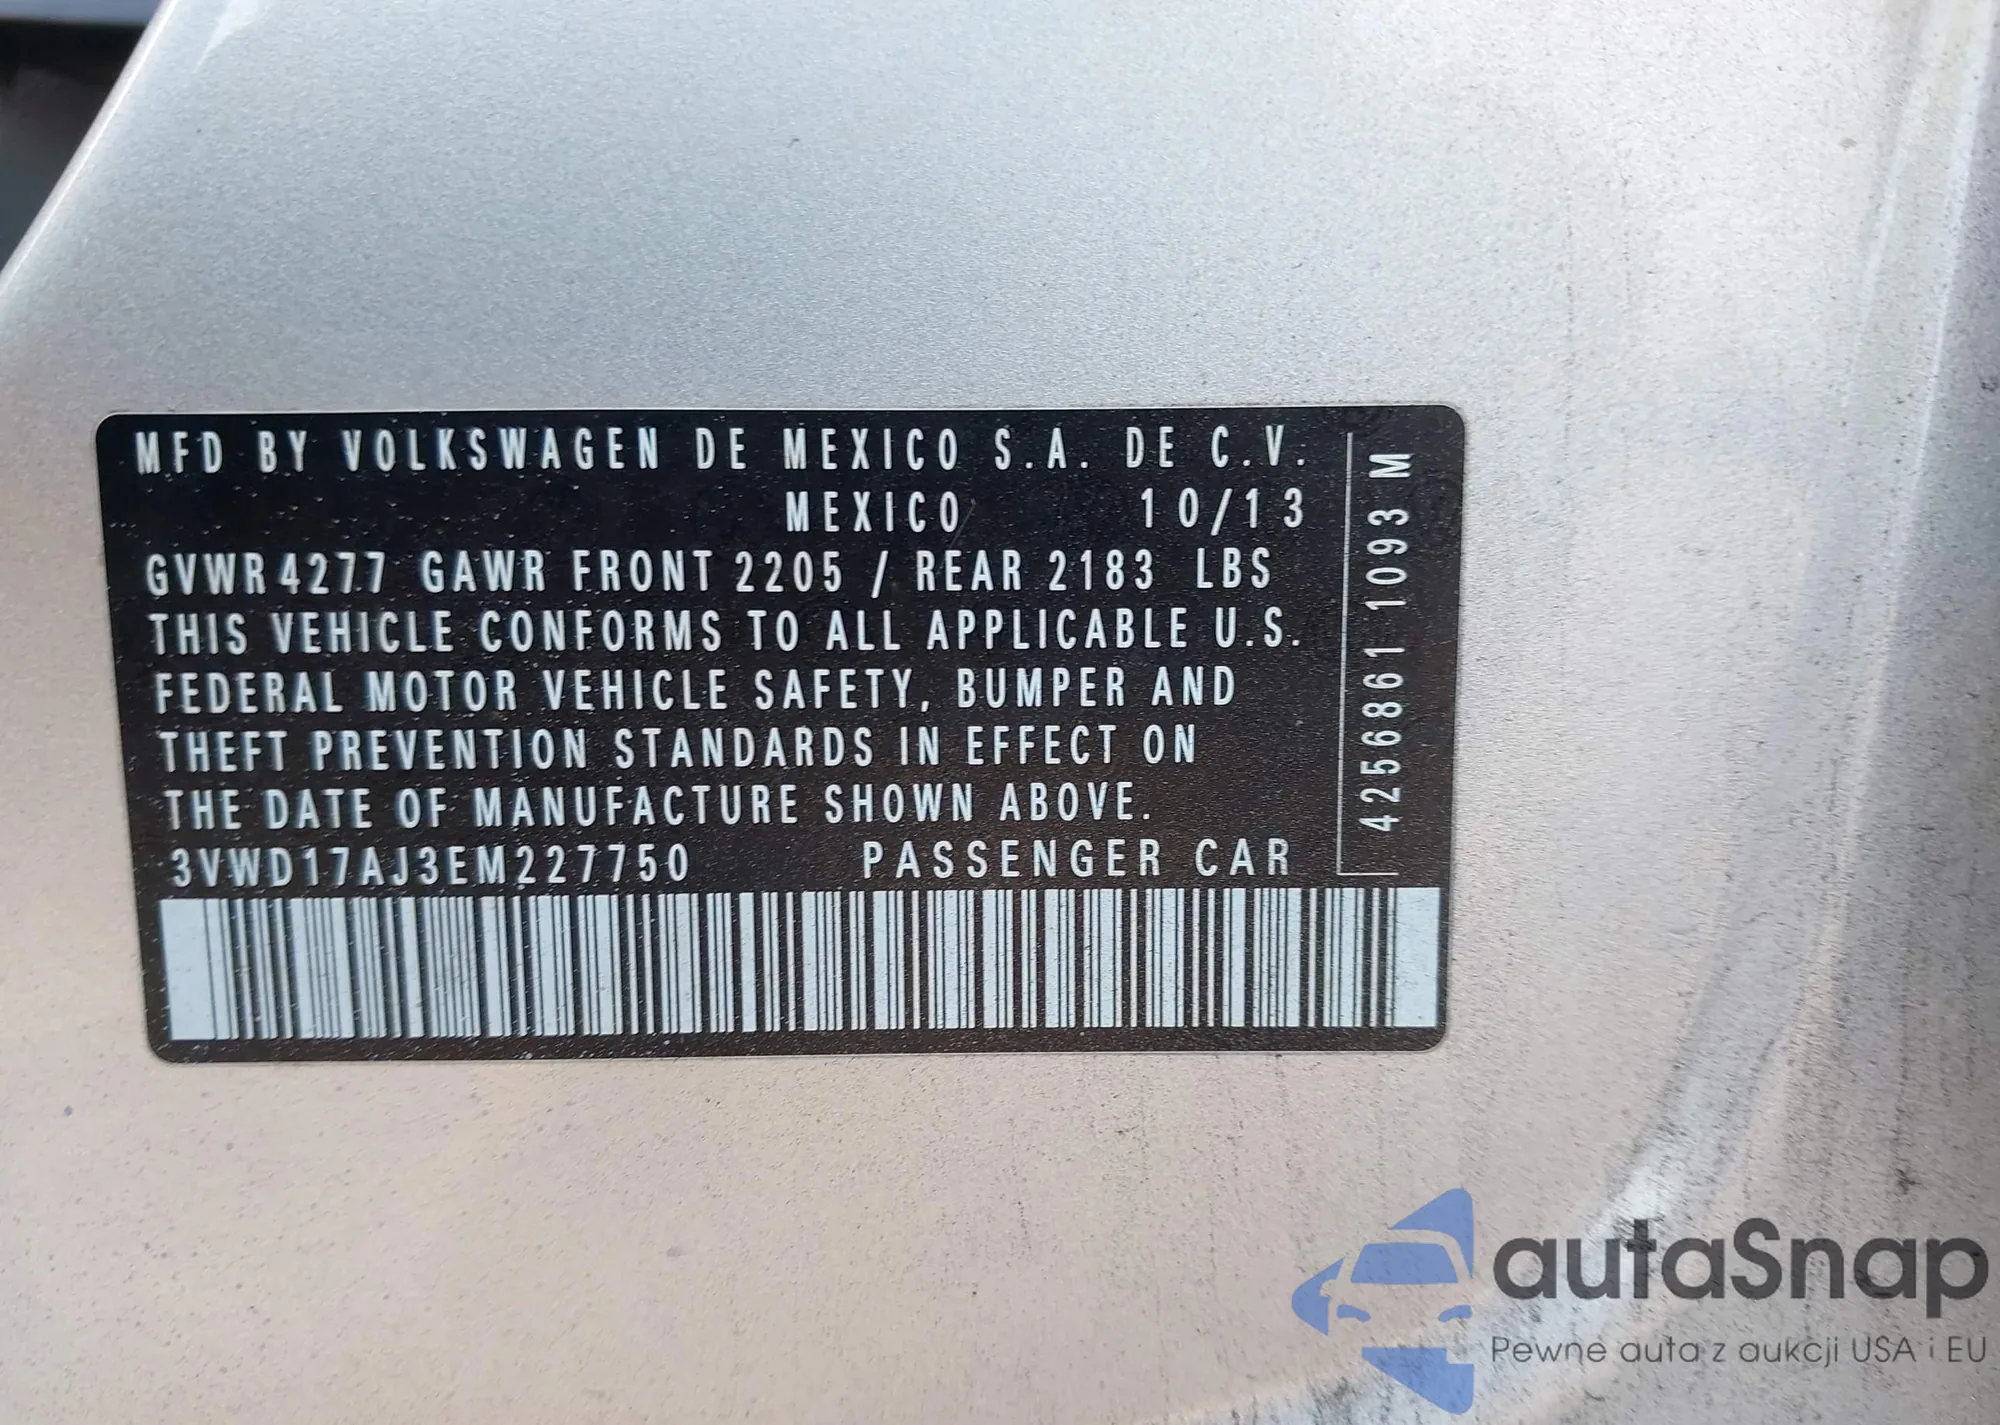 MFD BY VOLKSWAGEN DE MEXICO S.A. DE C.V.
MEXICO 10/13
GVWR 4277 GAWR FRONT 2205 / REAR 2183 LBS
THIS VEHICLE CONFORMS TO ALL APPLICABLE U.S.
FEDERAL MOTOR VEHICLE SAFETY, BUMPER AND
THEFT PREVENTION STANDARDS IN EFFECT ON
THE DATE OF MANUFACTURE SHOWN ABOVE.
3VWD17AJ3EM227750 PASSENGER CAR
42568611093 M
autaSnap
Pewne auta z aukcji USA i EU